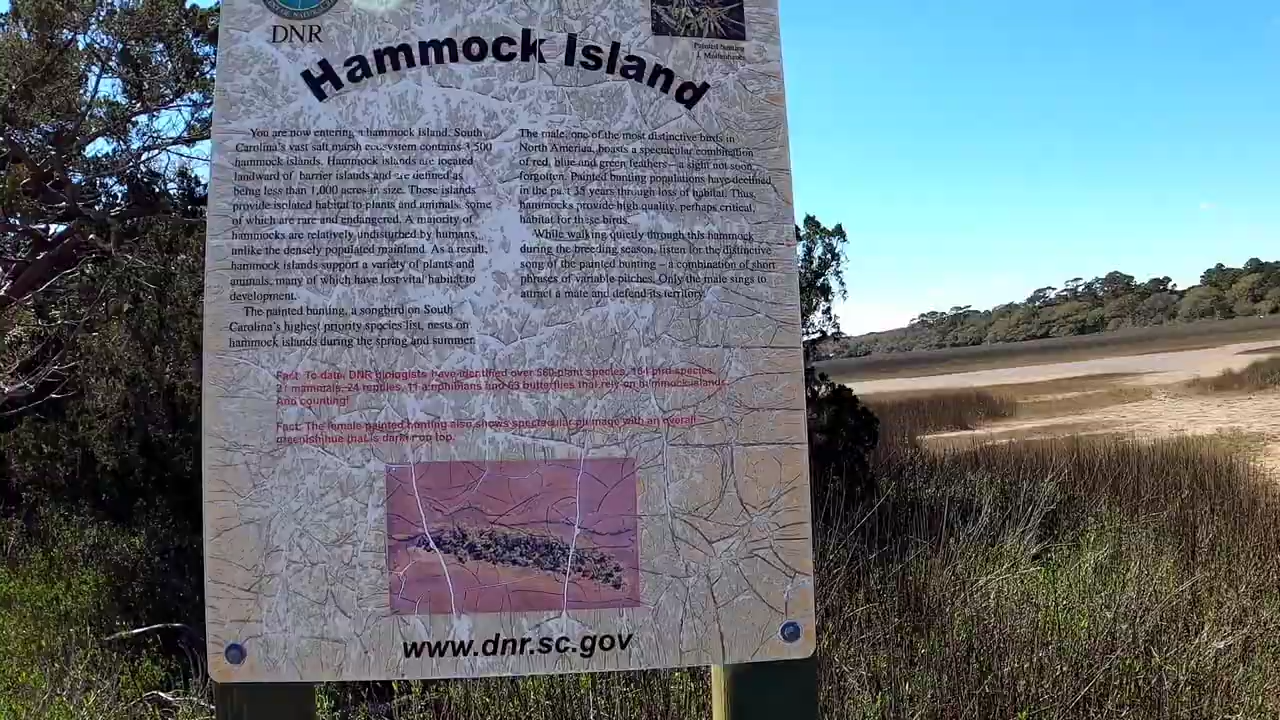 DNR
Painted bunting
Hammock Island
You are now entering a hammock island. South
Carolina's vast salt marsh ecosystem contains 3,500
hammock islands. Hammock islands are located
landward of barrier islands and are defined as
being less than 1,000 acres in size. These islands
provide isolated habitat to plants and animals, some
of which are rare and endangered. A majority of
hammocks are relatively undisturbed by humans,
unlike the densely populated mainland. As a result,
hammock islands support a variety of plants and
animals, many of which have lost vital habitat to
development.
The painted bunting, a songbird on South
Carolina's highest priority species list, nests on
hammock islands during the spring and summer.
The male, one of the most distinctive birds in
North America, boasts a spectacular combination
of red, blue and green feathers – a sight not soon
forgotten. Painted bunting populations have declined
in the past 35 years through loss of habitat. Thus,
hammocks provide high quality, perhaps critical,
habitat for these birds.
While walking quietly through this hammock
during the breeding season, listen for the distinctive
song of the painted bunting – a combination of short
phrases of variable pitches. Only the male sings to
attract a mate and defend its territory.
Fact: To date, DNR biologists have identified over 560 plant species, 161 bird species,
21 mammals, 24 reptiles, 11 amphibians and 63 butterflies that rely on hammock islands.
And counting!
Fact: The female painted bunting also shows spectacular plumage with an overall
greenish hue that is darker on top.
www.dnr.sc.gov